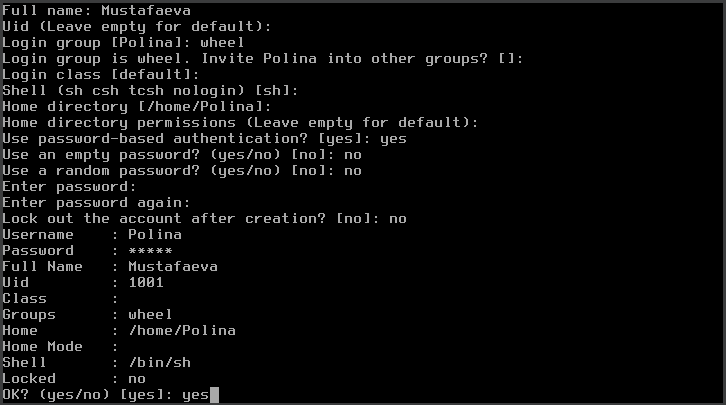 Full name: Mustafaeva
Uid (Leave empty for default):
Login group [Polina]: wheel
Login group is wheel. Invite Polina into other groups? []:
Login class [default]:
Shell (sh csh tcsh nologin) [sh]:
Home directory [/home/Polina]:
Home directory permissions (Leave empty for default):
Use password-based authentication? [yes]: yes
Use an empty password? (yes/no) [no]: no
Use a random password? (yes/no) [no]: no
Enter password:
Enter password again:
Lock out the account after creation? [no]: no
Username   : Polina
Password   : *****
Full Name  : Mustafaeva
Uid        : 1001
Class      :
Groups     : wheel
Home       : /home/Polina
Home Mode  :
Shell      : /bin/sh
Locked     : no
OK? (yes/no) [yes]: yes